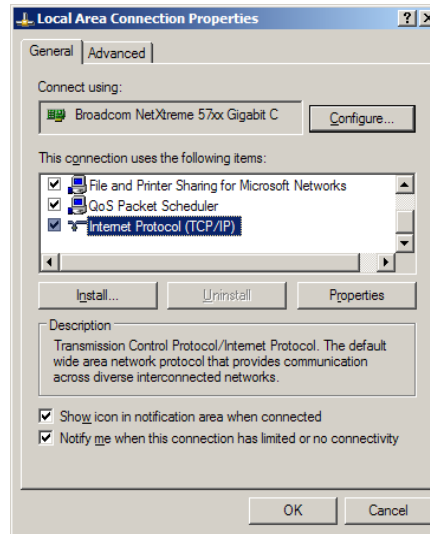 Local Area Connection Properties
General
Advanced
Connect using:
Broadcom NetXtreme 57xx Gigabit C
Configure...
This connection uses the following items:
File and Printer Sharing for Microsoft Networks
QoS Packet Scheduler
Internet Protocol (TCP/IP)
Install...
Uninstall
Properties
Description
Transmission Control Protocol/Internet Protocol. The default
wide area network protocol that provides communication
across diverse interconnected networks.
Show icon in notification area when connected
Notify me when this connection has limited or no connectivity
OK
Cancel